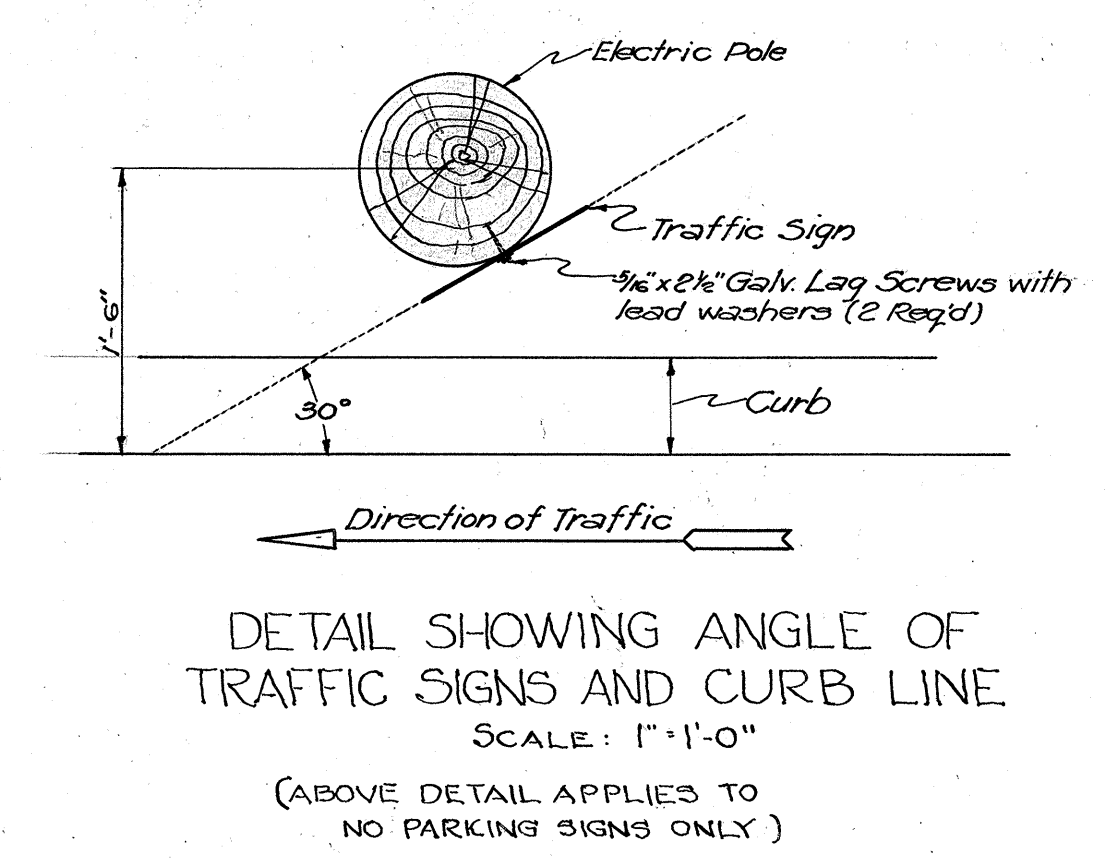 Electric Pole
Traffic Sign
5/16" x 2 1/2" Galv. Lag Screws with
lead washers (2 Req'd)
1'-6"
30°
Curb
Direction of Traffic
DETAIL SHOWING ANGLE OF
TRAFFIC SIGNS AND CURB LINE
SCALE: 1" = 1'-0"
(ABOVE DETAIL APPLIES TO
NO PARKING SIGNS ONLY)